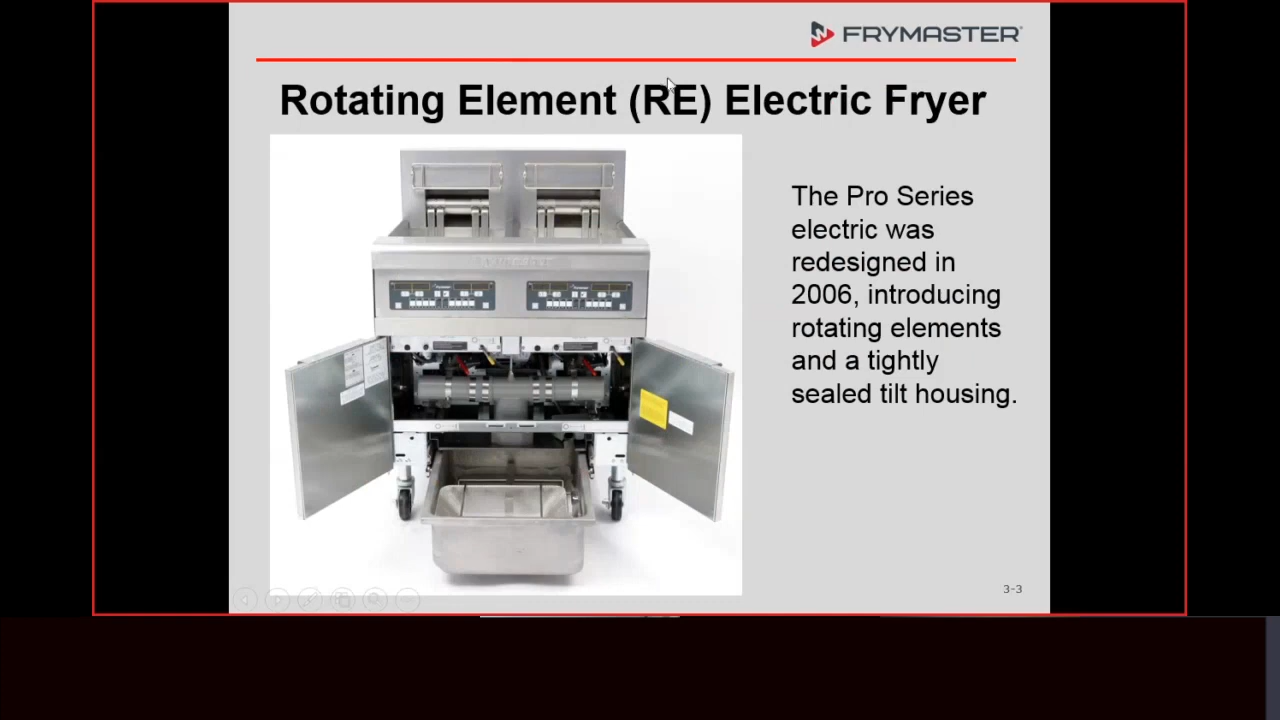 FRYMASTER
Rotating Element (RE) Electric Fryer
The Pro Series
electric was
redesigned in
2006, introducing
rotating elements
and a tightly
sealed tilt housing.
3-3